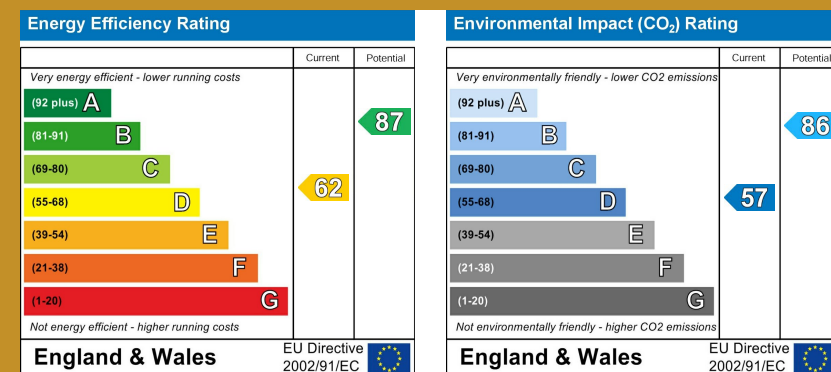 Energy Efficiency Rating
Current Potential
Very energy efficient - lower running costs
(92 plus) A
(81-91) B
87
(69-80) C
62
(55-68) D
(39-54) E
(21-38) F
(1-20) G
Not energy efficient - higher running costs
England & Wales
EU Directive
2002/91/EC
Environmental Impact (CO₂) Rating
Current Potential
Very environmentally friendly - lower CO2 emissions
(92 plus) A
(81-91) B
86
(69-80) C
(55-68) D
57
(39-54) E
(21-38) F
(1-20) G
Not environmentally friendly - higher CO2 emissions
England & Wales
EU Directive
2002/91/EC